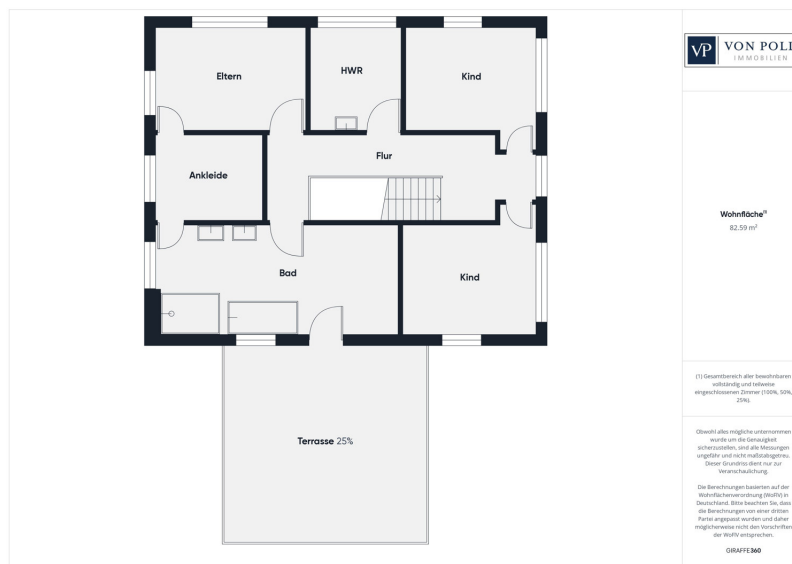 Eltern
HWR
Kind
Flur
Ankleide
Bad
Kind
Terrasse 25%
VP
VON POLL
IMMOBILIEN
Wohnfläche⁽¹⁾
82.59 m²
(1) Gesamtbereich aller bewohnbaren
vollständig und teilweise
eingeschlossenen Zimmer (100%, 50%,
25%).
Obwohl alles mögliche unternommen
wurde um die Genauigkeit
sicherzustellen, sind alle Messungen
ungefähr und nicht maßstabsgetreu.
Dieser Grundriss dient nur zur
Veranschaulichung.
Die Berechnungen basierten auf der
Wohnflächenverordnung (WoFlV) in
Deutschland. Bitte beachten Sie, dass
die Berechnungen von einer dritten
Partei angepasst wurden und daher
möglicherweise nicht den Vorschriften
der WoFlV entsprechen.
GIRAFFE360